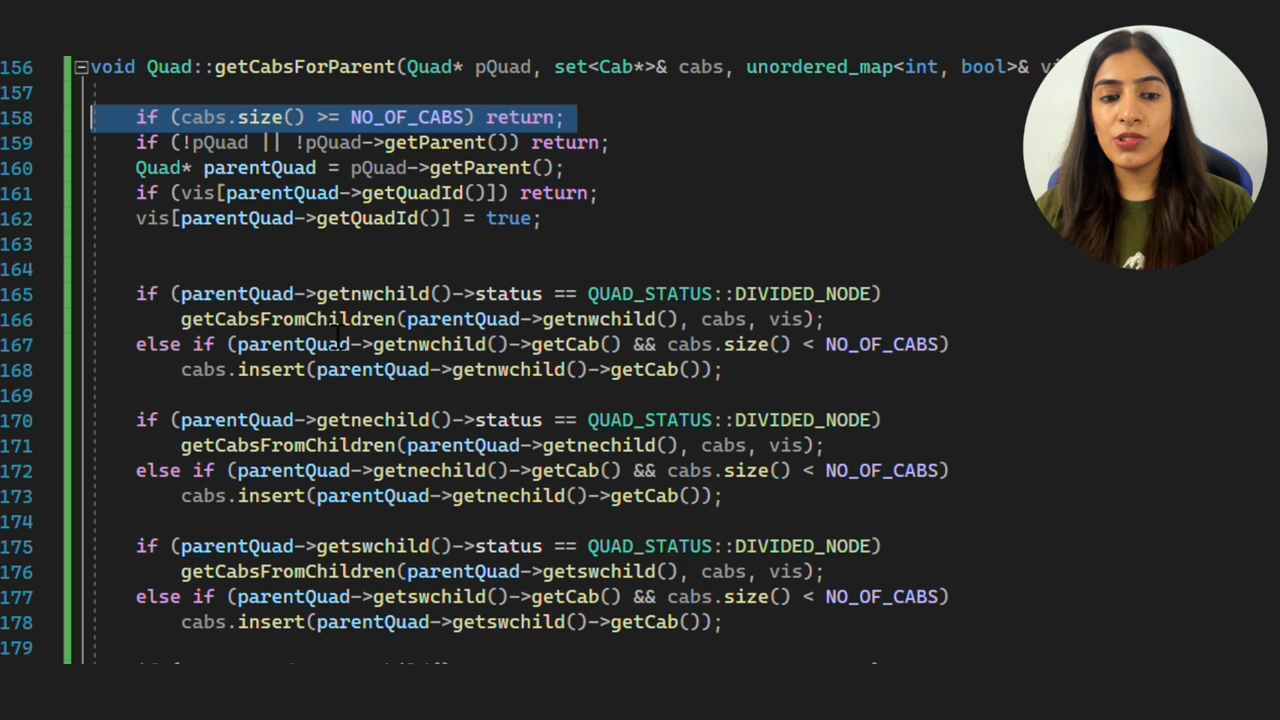 156 void Quad::getCabsForParent(Quad* pQuad, set<Cab*>& cabs, unordered_map<int, bool>&
157
158 if (cabs.size() >= NO_OF_CABS) return;
159 if (!pQuad || !pQuad->getParent()) return;
160 Quad* parentQuad = pQuad->getParent();
161 if (vis[parentQuad->getQuadId()]) return;
162 vis[parentQuad->getQuadId()] = true;
163
164
165 if (parentQuad->getnwchild()->status == QUAD_STATUS::DIVIDED_NODE)
166 getCabsFromChildren(parentQuad->getnwchild(), cabs, vis);
167 else if (parentQuad->getnwchild()->getCab() && cabs.size() < NO_OF_CABS)
168 cabs.insert(parentQuad->getnwchild()->getCab());
169
170 if (parentQuad->getnechild()->status == QUAD_STATUS::DIVIDED_NODE)
171 getCabsFromChildren(parentQuad->getnechild(), cabs, vis);
172 else if (parentQuad->getnechild()->getCab() && cabs.size() < NO_OF_CABS)
173 cabs.insert(parentQuad->getnechild()->getCab());
174
175 if (parentQuad->getswchild()->status == QUAD_STATUS::DIVIDED_NODE)
176 getCabsFromChildren(parentQuad->getswchild(), cabs, vis);
177 else if (parentQuad->getswchild()->getCab() && cabs.size() < NO_OF_CABS)
178 cabs.insert(parentQuad->getswchild()->getCab());
179